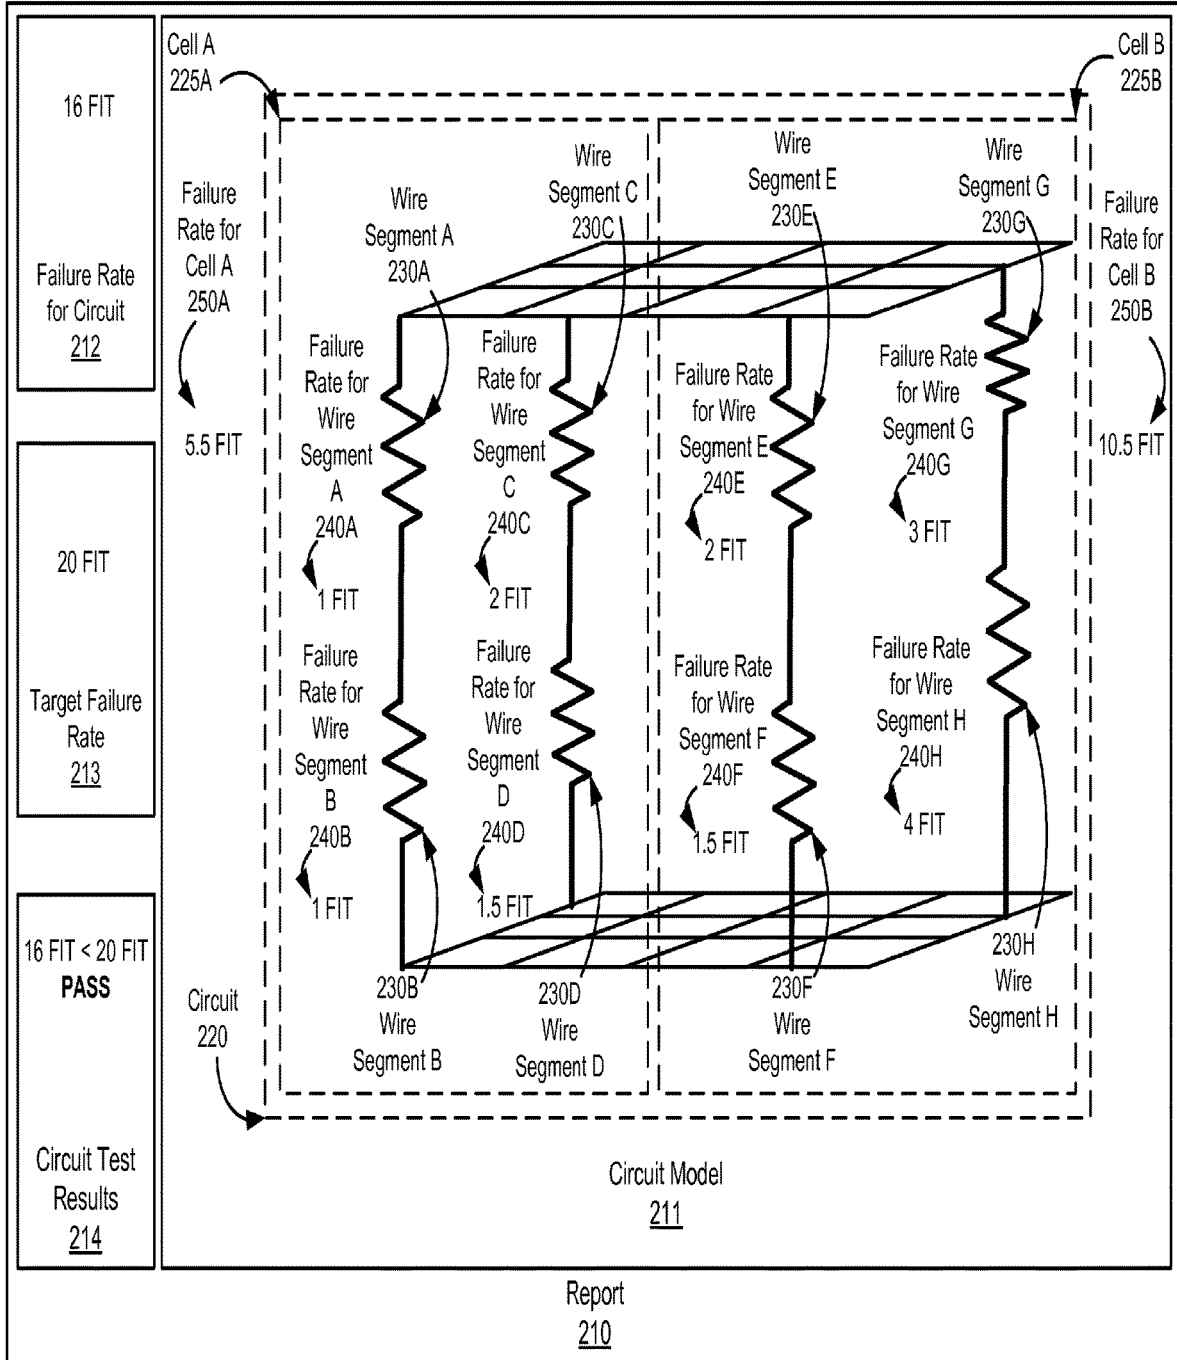 16 FIT
Failure Rate
for Circuit
212
20 FIT
Target Failure
Rate
213
16 FIT < 20 FIT
PASS
Circuit Test
Results
214
Cell A
225A
Cell B
225B
Failure
Rate for
Cell A
250A
5.5 FIT
Failure
Rate for
Cell B
250B
10.5 FIT
Wire
Segment A
230A
Wire
Segment C
230C
Wire
Segment E
230E
Wire
Segment G
230G
Failure
Rate for
Wire
Segment
A
240A
1 FIT
Failure
Rate for
Wire
Segment
C
240C
2 FIT
Failure Rate
for Wire
Segment E
240E
2 FIT
Failure Rate
for Wire
Segment G
240G
3 FIT
Failure
Rate for
Wire
Segment
B
240B
1 FIT
Failure
Rate for
Wire
Segment
D
240D
1.5 FIT
Failure Rate
for Wire
Segment F
240F
1.5 FIT
Failure Rate
for Wire
Segment H
240H
4 FIT
230B
Wire
Segment B
230D
Wire
Segment D
230F
Wire
Segment F
230H
Wire
Segment H
Circuit
220
Circuit Model
211
Report
210